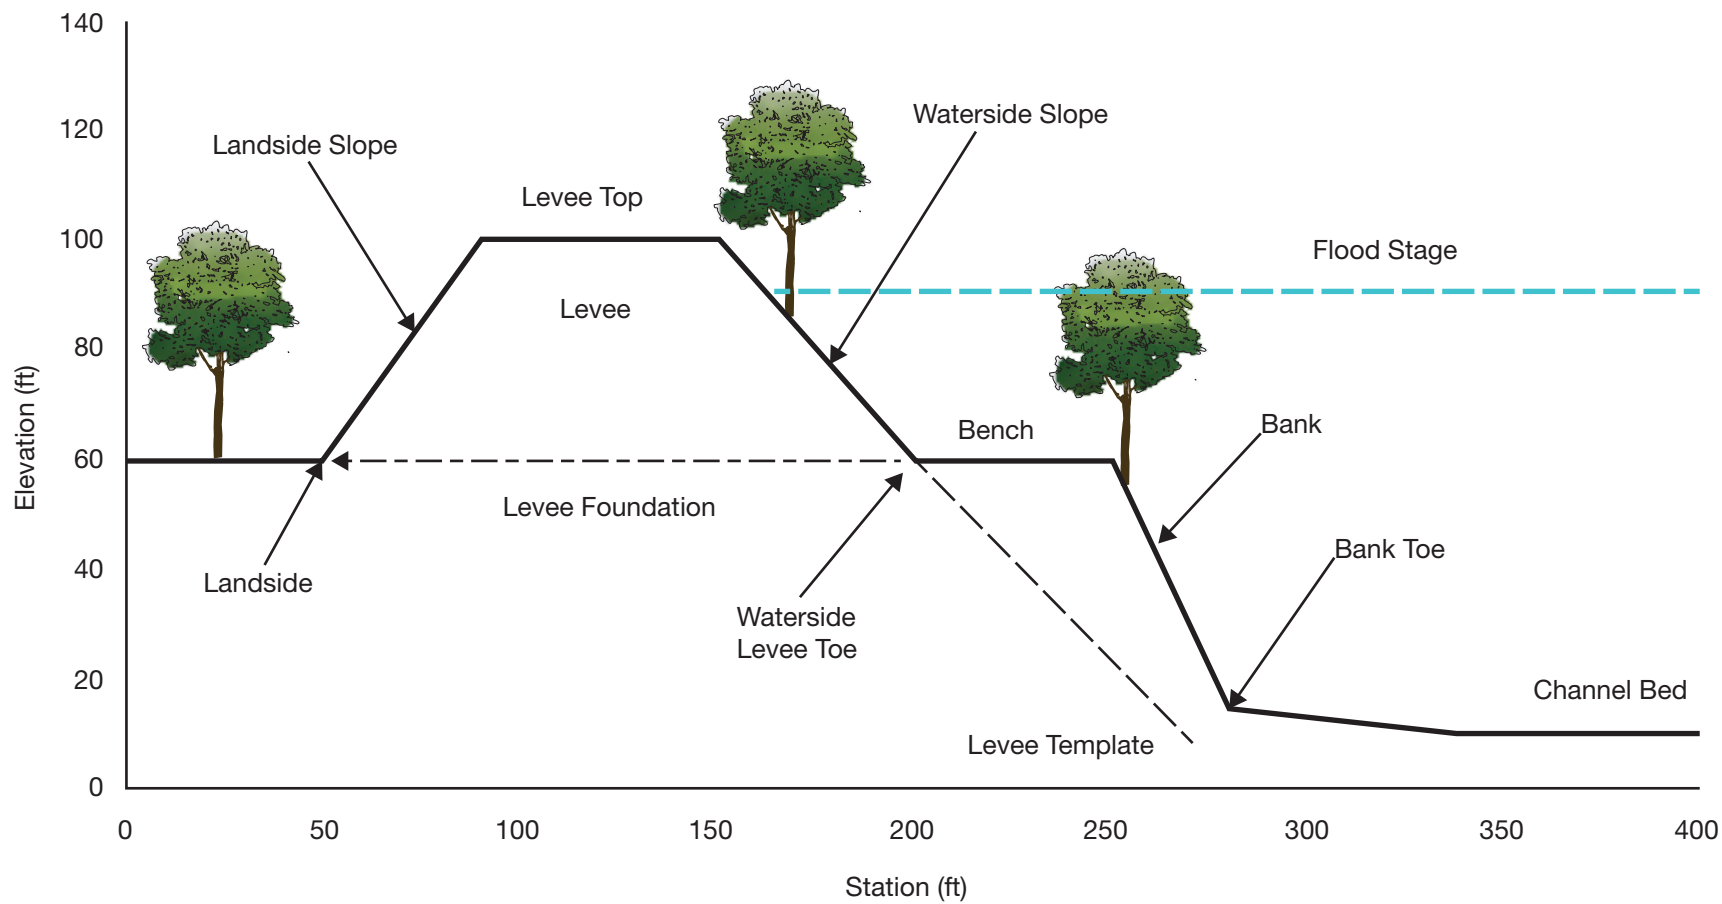 140
120
100
80
60
40
20
0
Elevation (ft)
Landside Slope
Levee Top
Waterside Slope
Flood Stage
Levee
Bench
Bank
Levee Foundation
Landside
Bank Toe
Waterside
Levee Toe
Channel Bed
Levee Template
0 50 100 150 200 250 300 350 400
Station (ft)